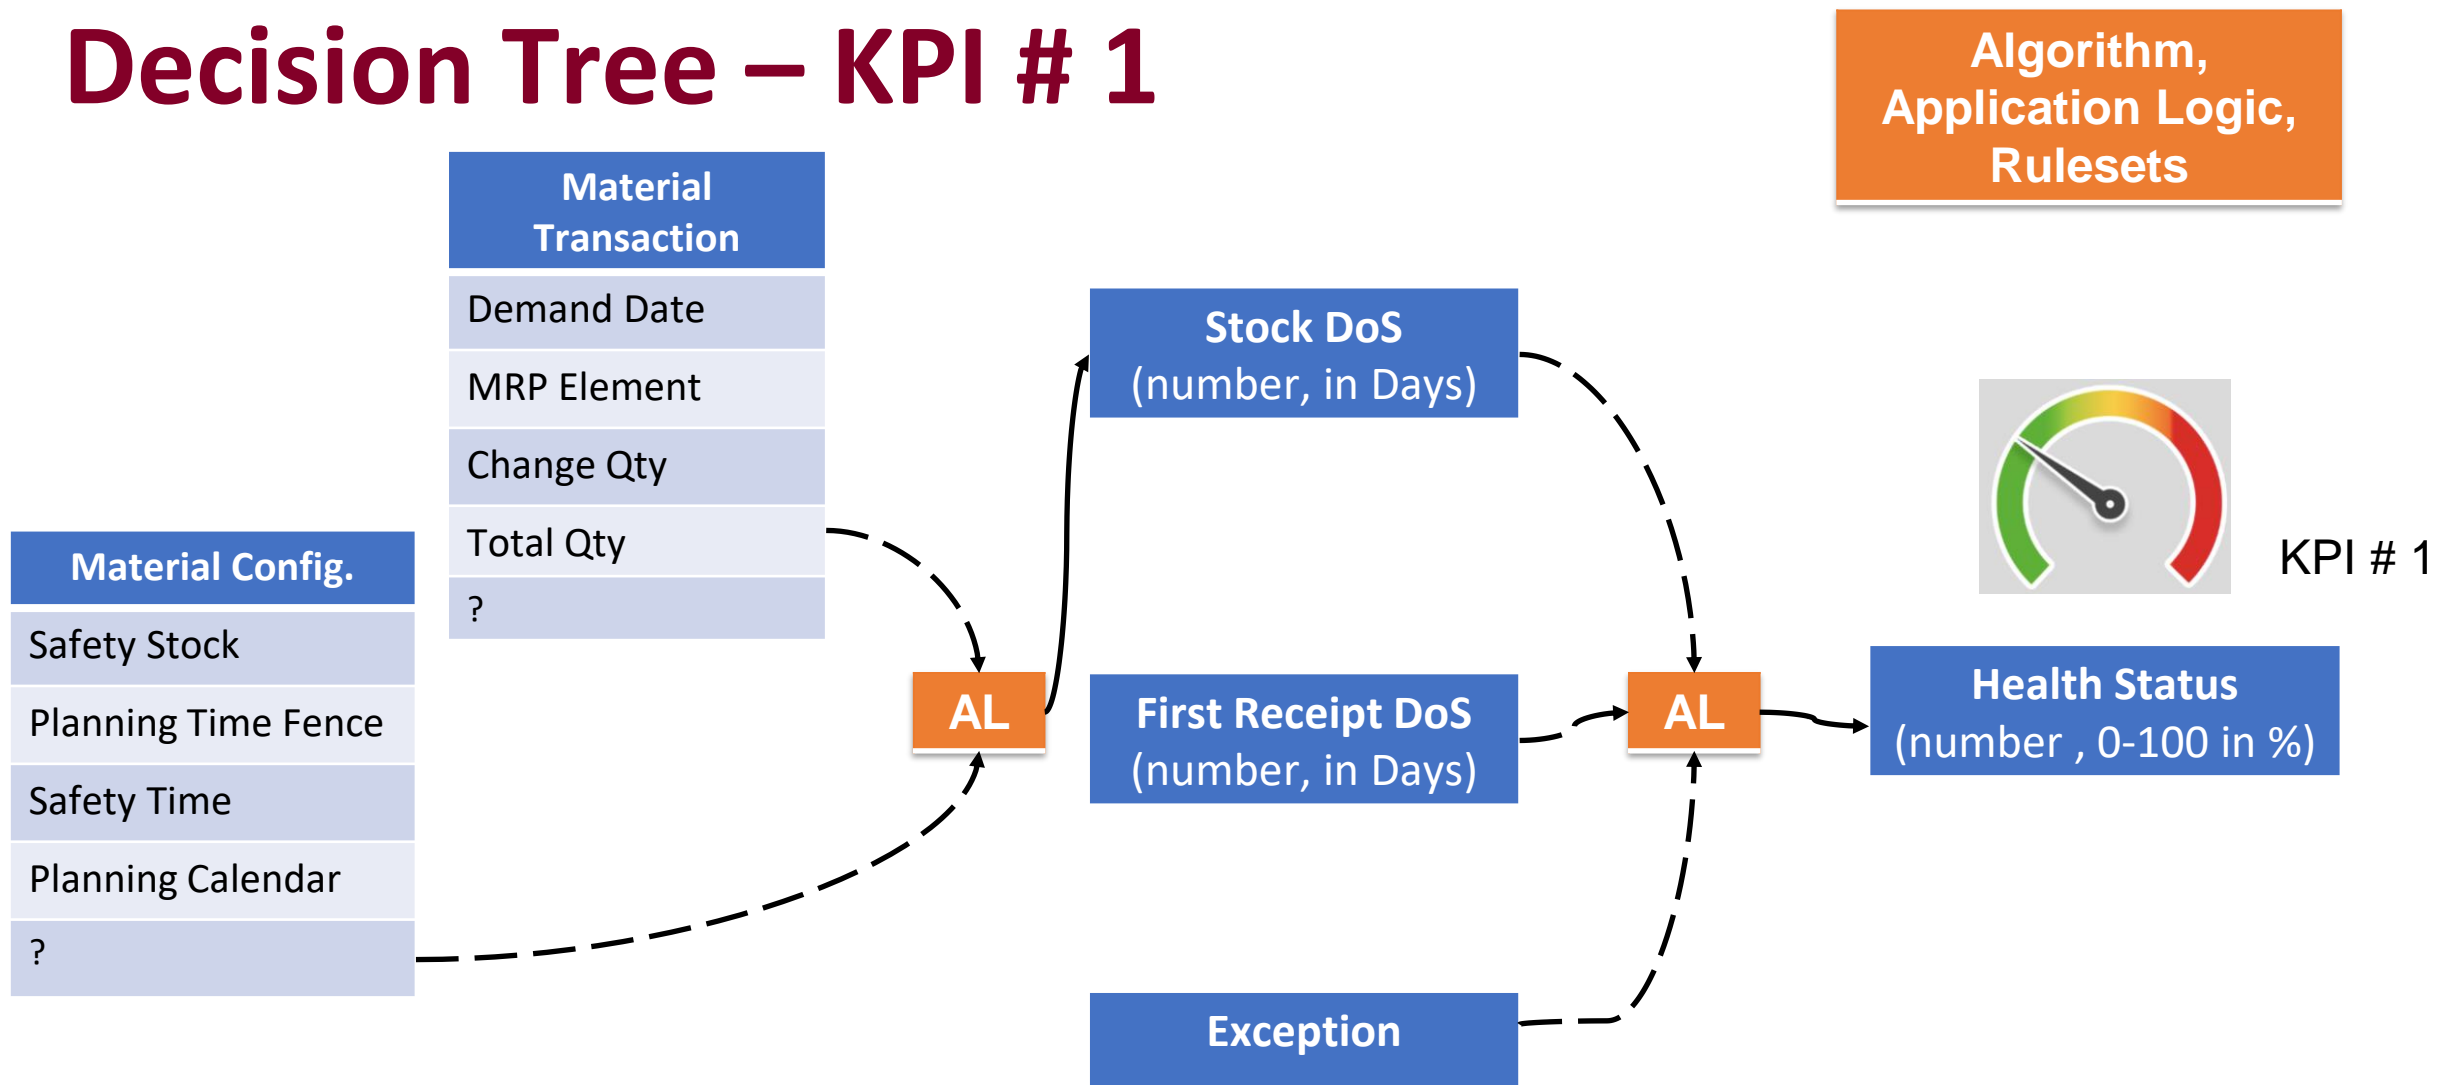 Decision Tree – KPI # 1
Algorithm,
Application Logic,
Rulesets
Material
Transaction
Demand Date
MRP Element
Change Qty
Total Qty
?
Material Config.
Safety Stock
Planning Time Fence
Safety Time
Planning Calendar
?
AL
Stock DoS
(number, in Days)
First Receipt DoS
(number, in Days)
Exception
AL
KPI # 1
Health Status
(number , 0-100 in %)